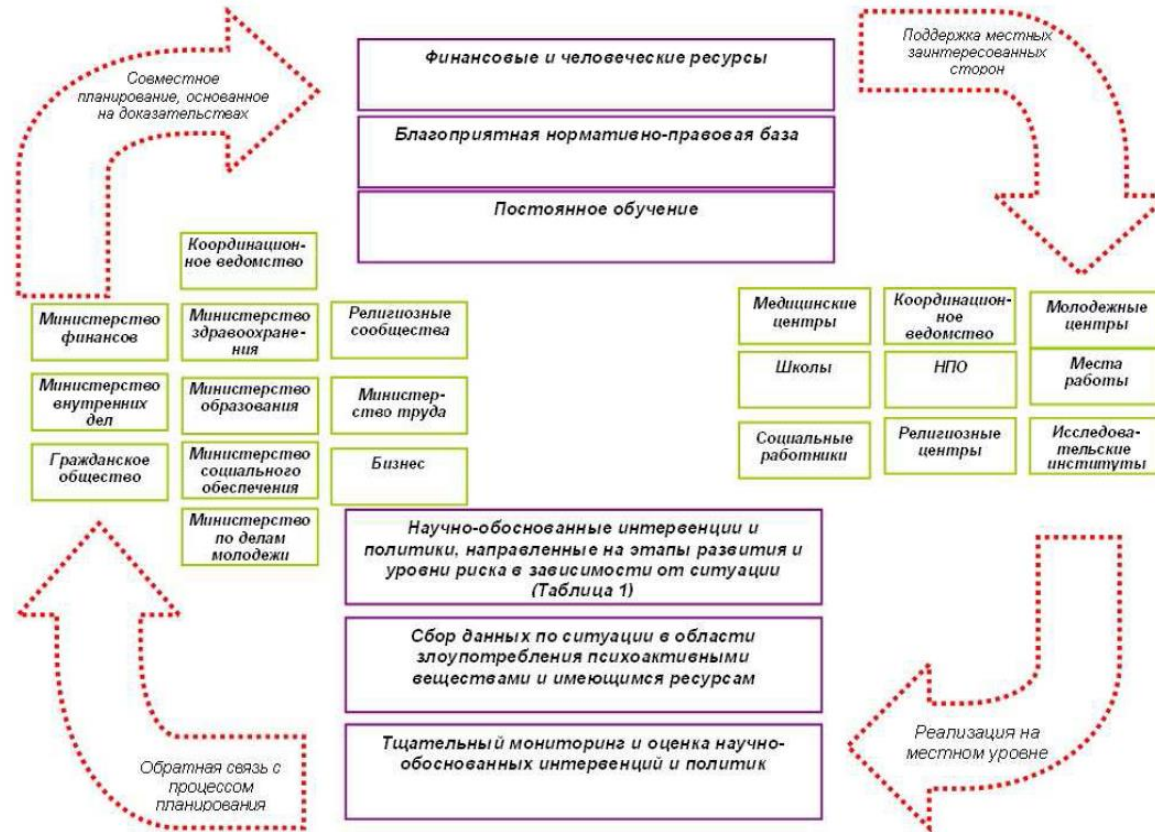 Совместное
планирование, основанное
на доказательствах
Финансовые и человеческие ресурсы
Благоприятная нормативно-правовая база
Постоянное обучение
Поддержка местных
заинтересованных
сторон
Координацион-
ное ведомство
Министерство
финансов
Министерство
здравоохране-
ния
Религиозные
сообщества
Министерство
внутренних
дел
Министерство
образования
Министер-
ство труда
Гражданское
общество
Министерство
социального
обеспечения
Бизнес
Министерство
по делам
молодежи
Медицинские
центры
Координацион-
ное ведомство
Молодежные
центры
Школы
НПО
Места
работы
Социальные
работники
Религиозные
центры
Исследова-
тельские
институты
Научно-обоснованные интервенции и
политики, направленные на этапы развития и
уровни риска в зависимости от ситуации
(Таблица 1)
Сбор данных по ситуации в области
злоупотребления психоактивными
веществами и имеющимся ресурсам
Тщательный мониторинг и оценка научно-
обоснованных интервенций и политик
Реализация на
местном уровне
Обратная связь с
процессом
планирования